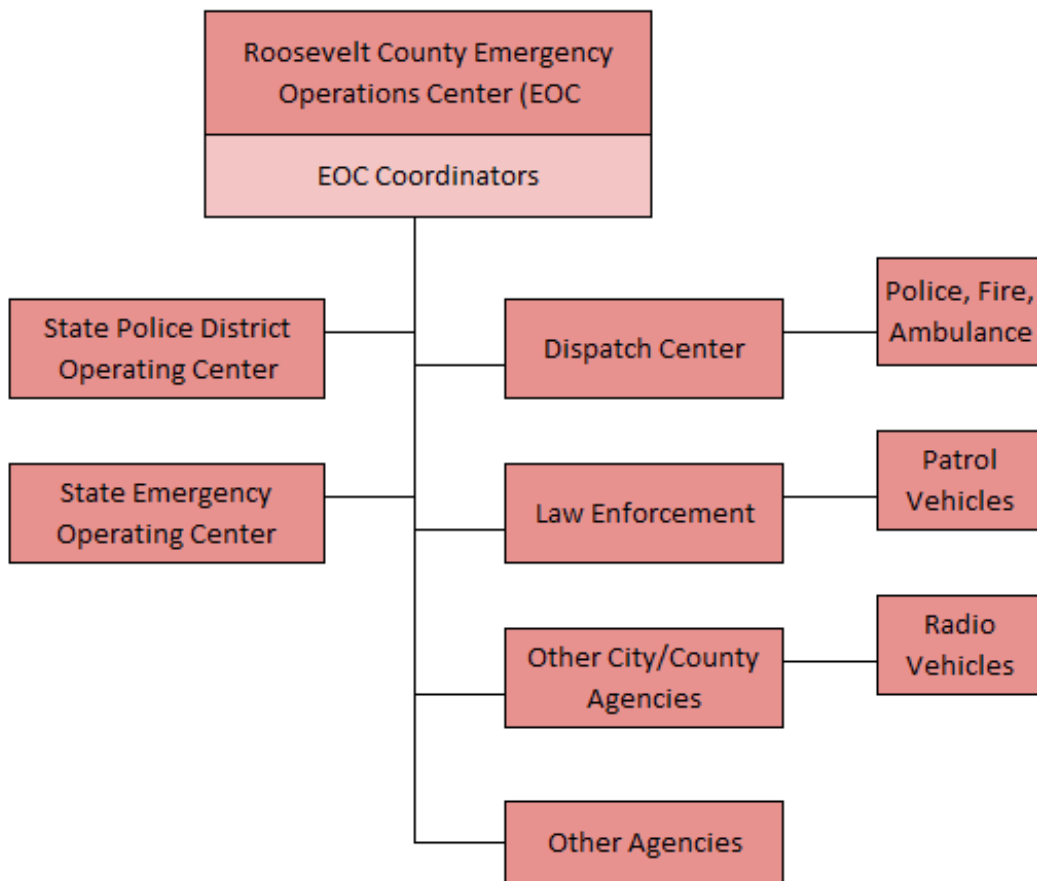 Roosevelt County Emergency
Operations Center (EOC
EOC Coordinators
State Police District
Operating Center
Dispatch Center
Police, Fire,
Ambulance
State Emergency
Operating Center
Law Enforcement
Patrol
Vehicles
Other City/County
Agencies
Radio
Vehicles
Other Agencies